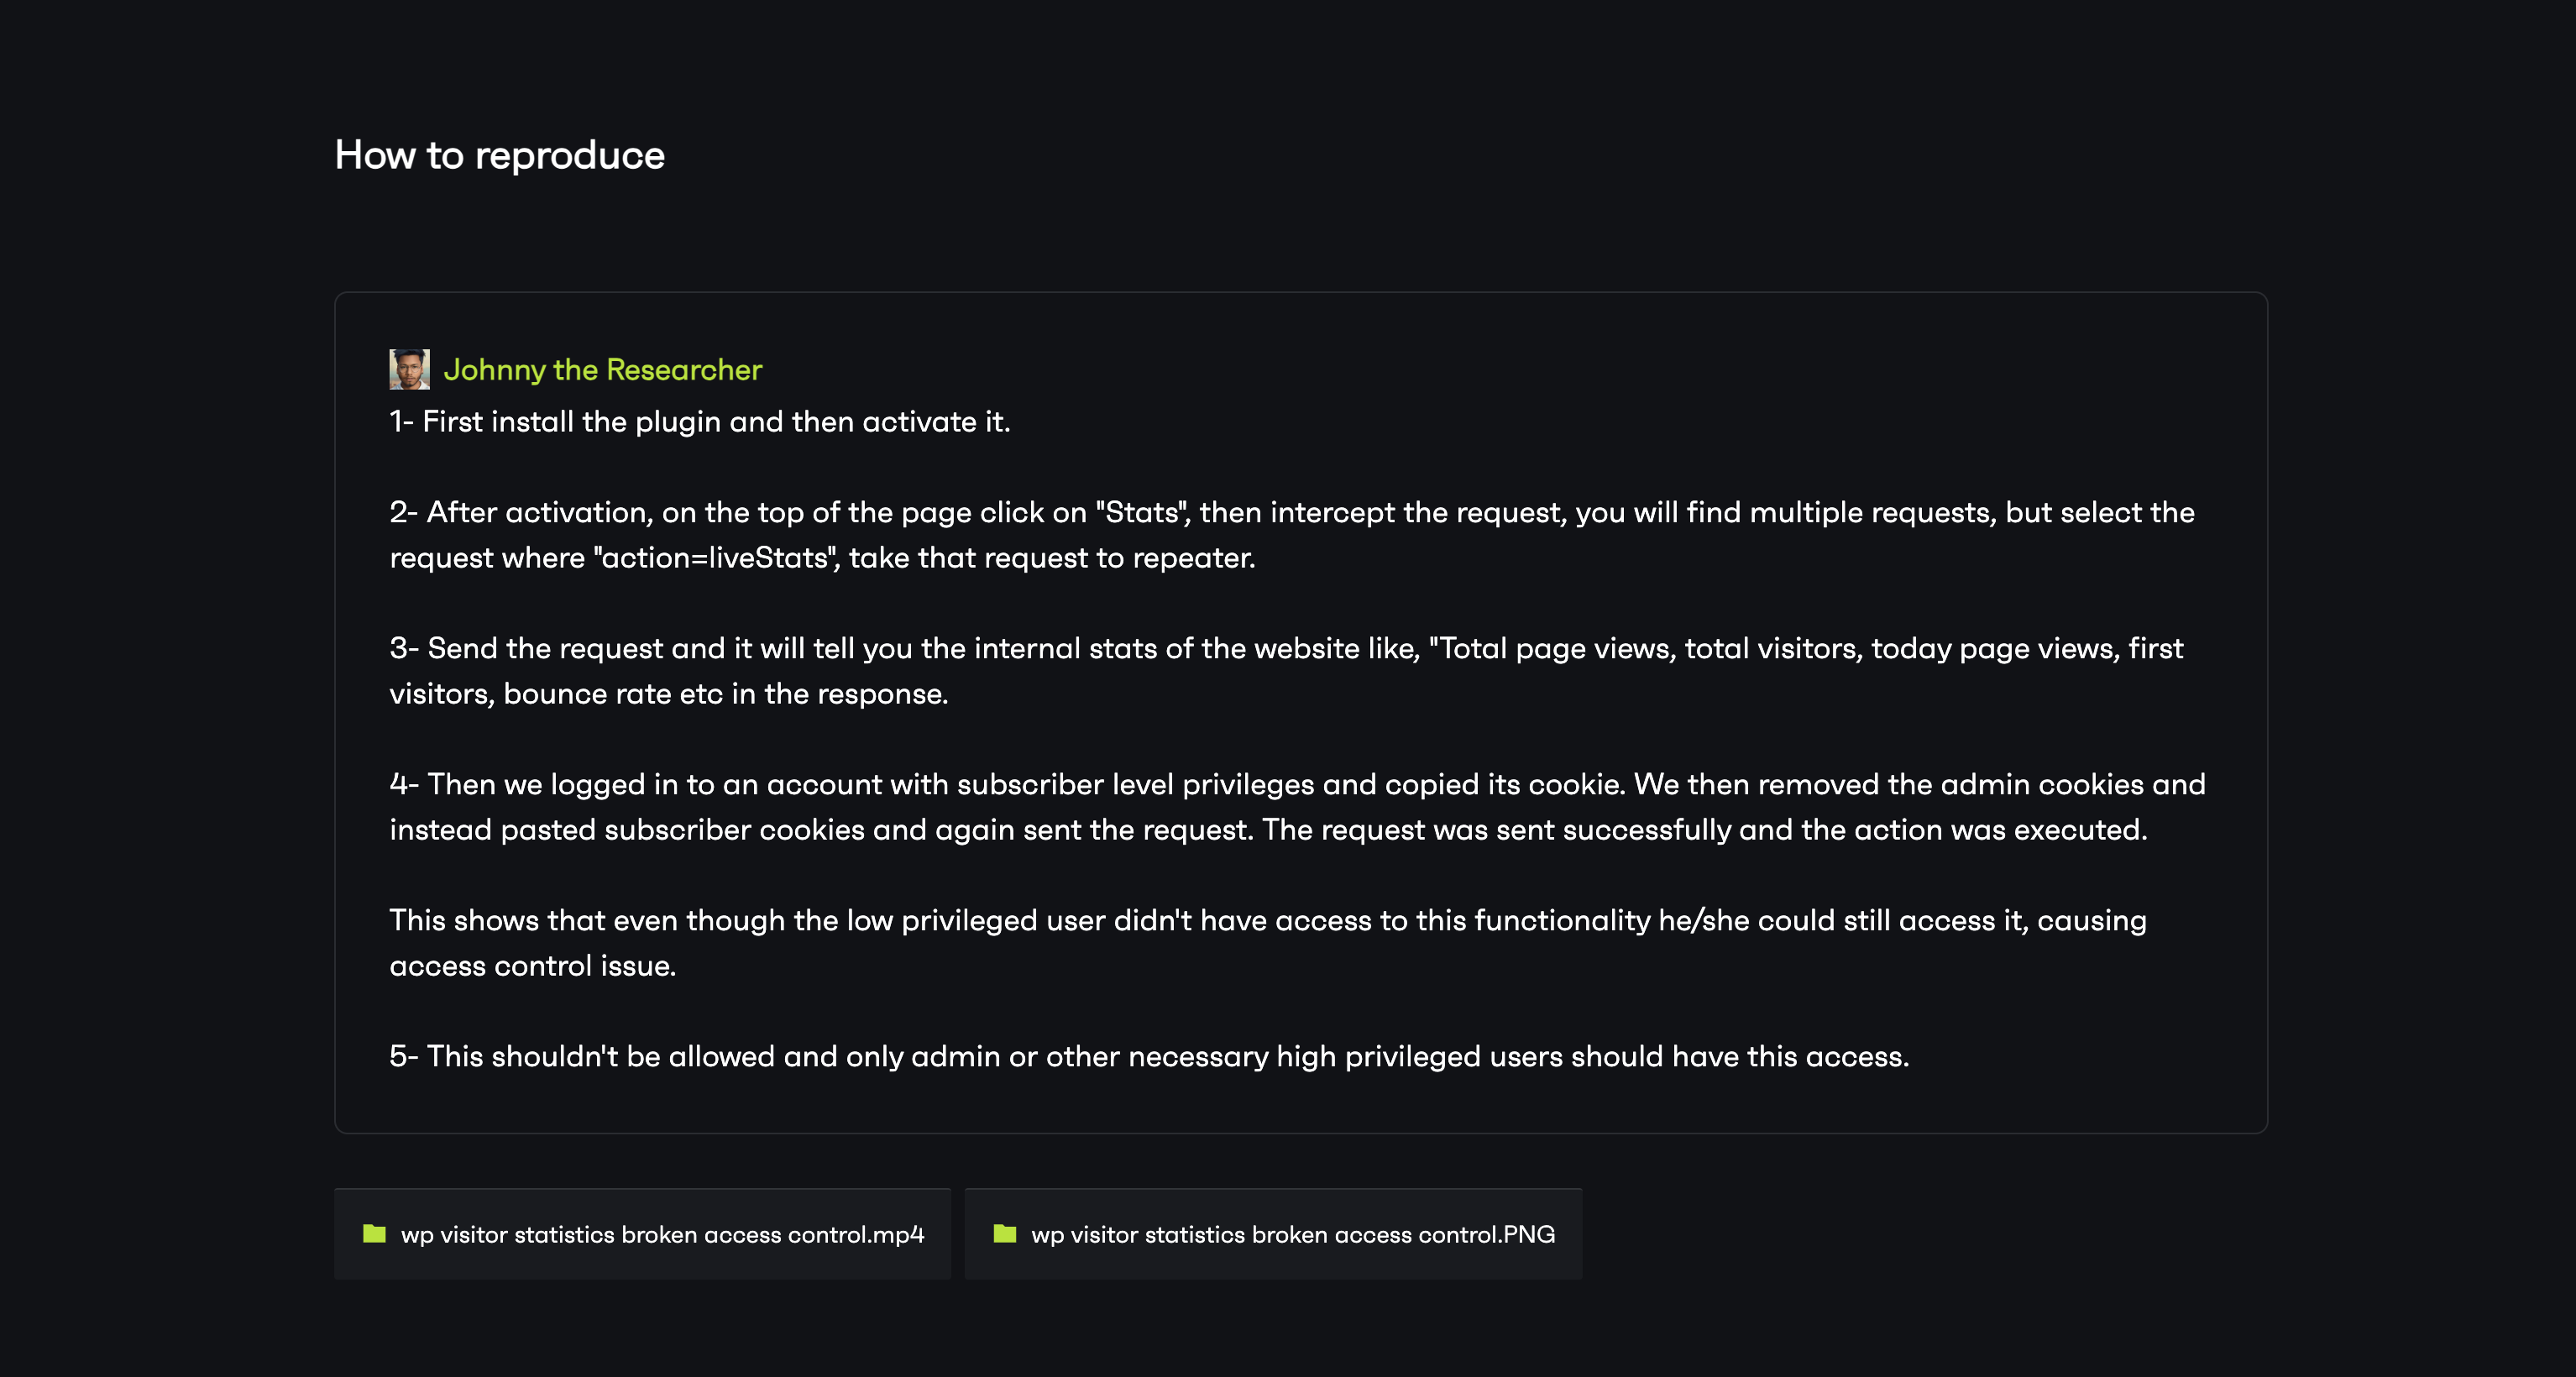 How to reproduce
Johnny the Researcher
1- First install the plugin and then activate it.
2- After activation, on the top of the page click on "Stats", then intercept the request, you will find multiple requests, but select the
request where "action=liveStats", take that request to repeater.
3- Send the request and it will tell you the internal stats of the website like, "Total page views, total visitors, today page views, first
visitors, bounce rate etc in the response.
4- Then we logged in to an account with subscriber level privileges and copied its cookie. We then removed the admin cookies and
instead pasted subscriber cookies and again sent the request. The request was sent successfully and the action was executed.
This shows that even though the low privileged user didn't have access to this functionality he/she could still access it, causing
access control issue.
5- This shouldn't be allowed and only admin or other necessary high privileged users should have this access.
wp visitor statistics broken access control.mp4
wp visitor statistics broken access control.PNG